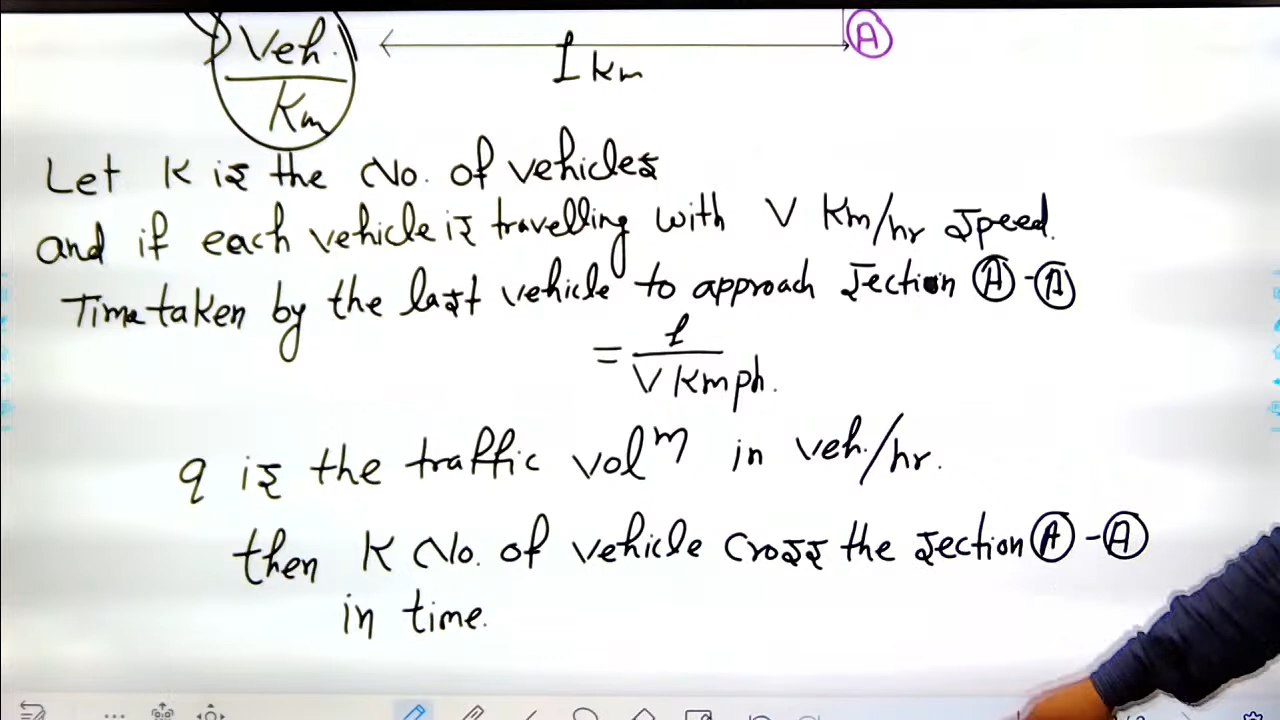 Veh.
Km
1 Km
A
Let K is the No. of vehicles
and if each vehicle is travelling with V Km/hr speed.
Time taken by the last vehicle to approach section A-A
= 1
V Kmph.
q is the traffic volm in veh./hr.
then K No. of vehicle cross the section A-A
in time.